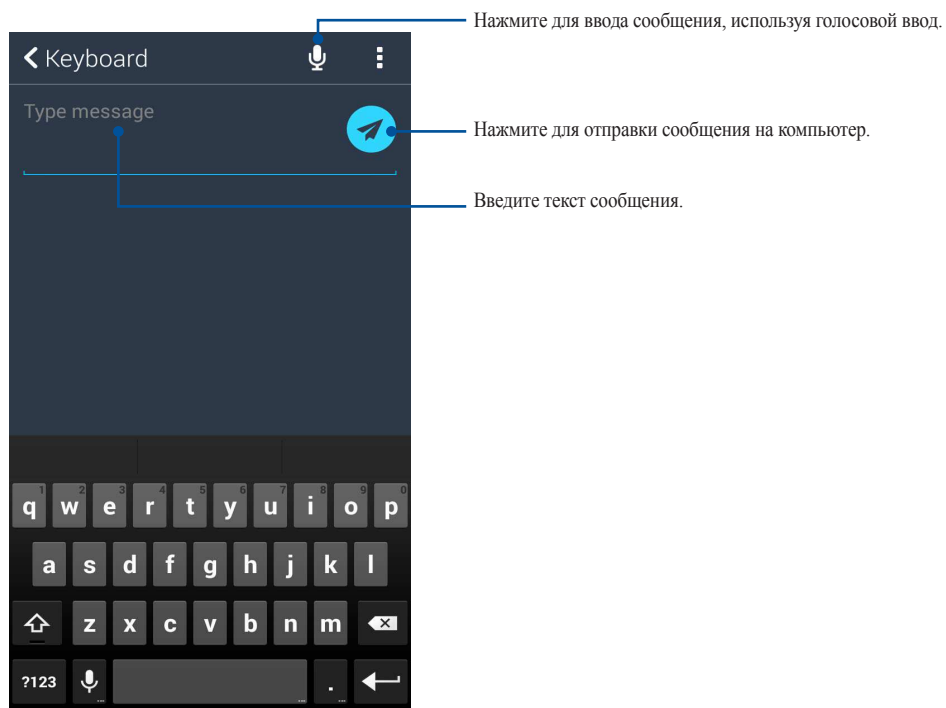 Нажмите для ввода сообщения, используя голосовой ввод.
Keyboard
Type message
Нажмите для отправки сообщения на компьютер.
Введите текст сообщения.
1 2 3 4 5 6 7 8 9 0
q w e r t y u i o p
a s d f g h j k l
z x c v b n m
?123 .